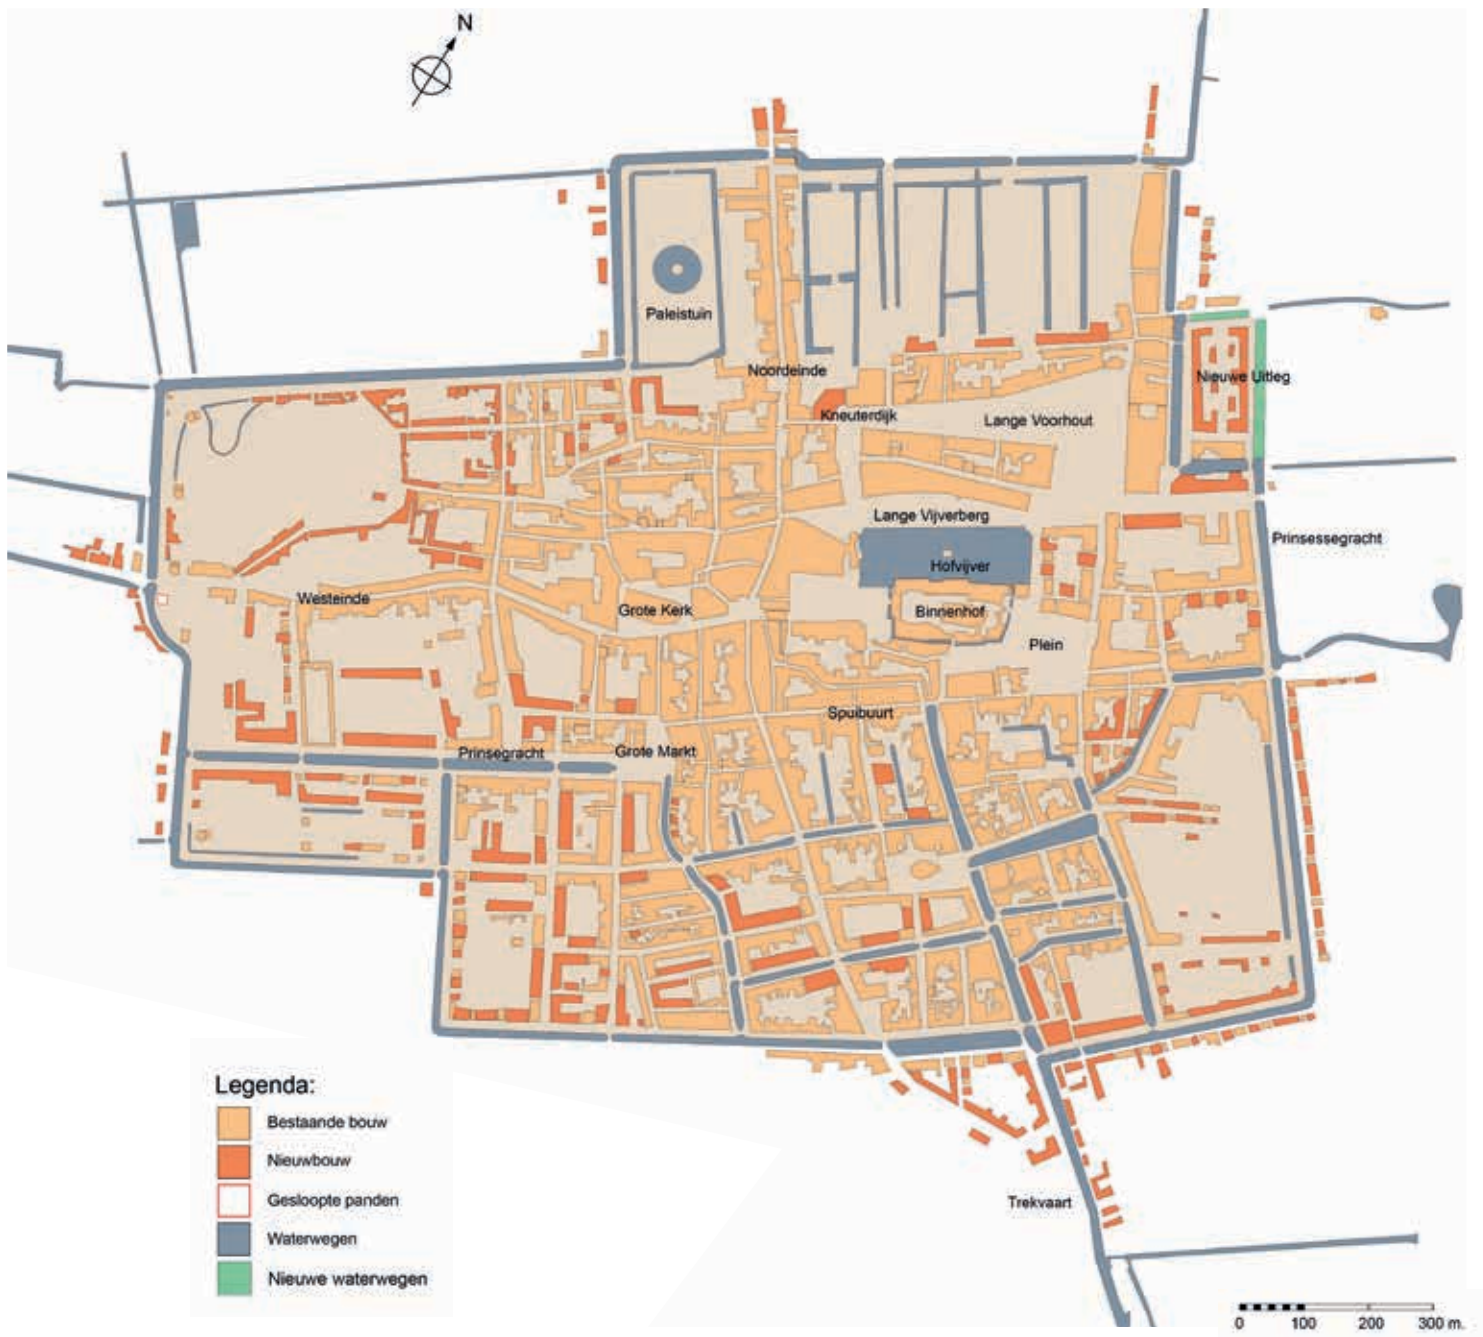 N
Paleistuin
Noordeinde
Nieuwe Uitleg
Kneuterdijk
Lange Voorhout
Lange Vijverberg
Prinsessegracht
Hofvijver
Westeinde
Grote Kerk
Binnenhof
Plein
Spuibuurt
Prinsegracht
Grote Markt
Legenda:
Bestaande bouw
Nieuwbouw
Gesloopte panden
Waterwegen
Nieuwe waterwegen
Trekvaart
0 100 200 300 m.